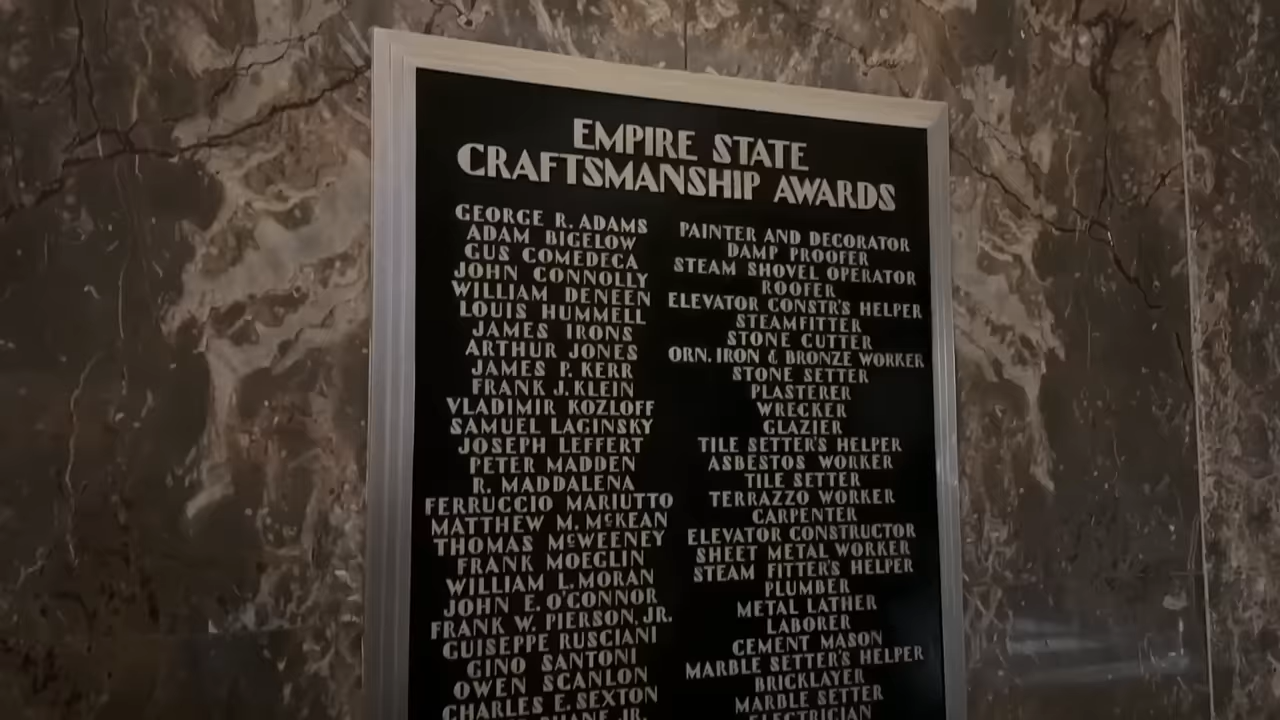 EMPIRE STATE
CRAFTSMANSHIP AWARDS
GEORGE R. ADAMS PAINTER AND DECORATOR
ADAM BIGELOW DAMP PROOFER
GUS COMEDECA STEAM SHOVEL OPERATOR
JOHN CONNOLLY ROOFER
WILLIAM DENEEN ELEVATOR CONSTR'S HELPER
LOUIS HUMMELL STEAMFITTER
JAMES IRONS STONE CUTTER
ARTHUR JONES ORN. IRON & BRONZE WORKER
JAMES P. KERR STONE SETTER
FRANK J. KLEIN PLASTERER
VLADIMIR KOZLOFF WRECKER
SAMUEL LAGINSKY GLAZIER
JOSEPH LEFFERT TILE SETTER'S HELPER
PETER MADDEN ASBESTOS WORKER
R. MADDALENA TILE SETTER
FERRUCCIO MARIUTTO TERRAZZO WORKER
MATTHEW M. McKEAN CARPENTER
THOMAS McWEENEY ELEVATOR CONSTRUCTOR
FRANK MOEGLIN SHEET METAL WORKER
WILLIAM L. MORAN STEAM FITTER'S HELPER
JOHN E. O'CONNOR PLUMBER
FRANK W. PIERSON, JR. METAL LATHER
GUISEPPE RUSCIANI LABORER
GINO SANTONI CEMENT MASON
OWEN SCANLON MARBLE SETTER'S HELPER
CHARLES E. SEXTON BRICKLAYER
JR. MARBLE SETTER
ELECTRICIAN